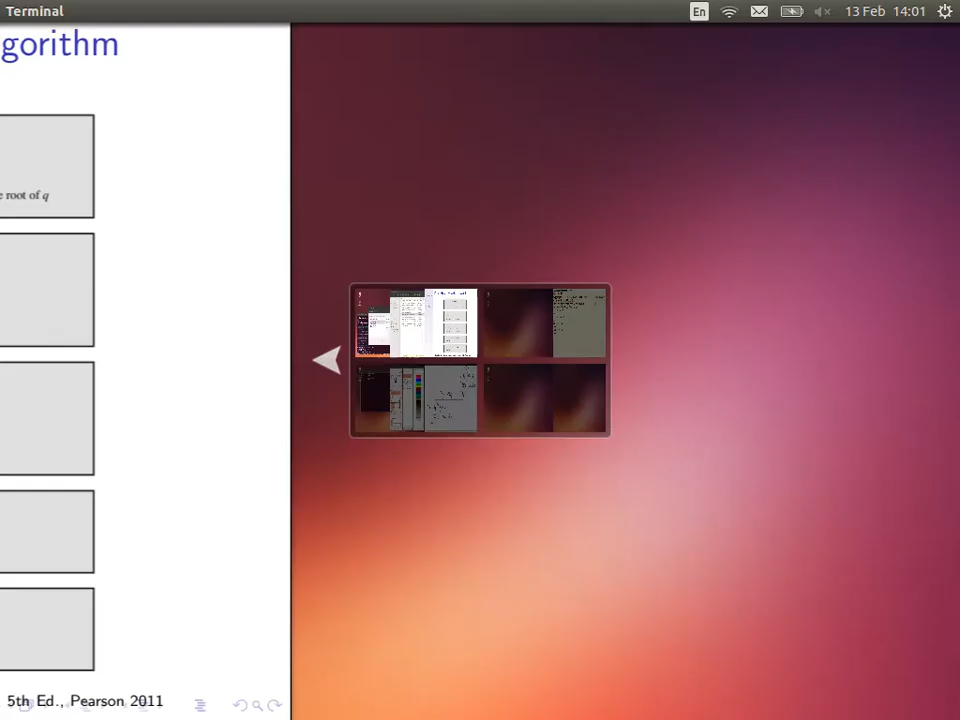 Terminal
En
13 Feb 14:01
gorithm
e root of q
5th Ed., Pearson 2011